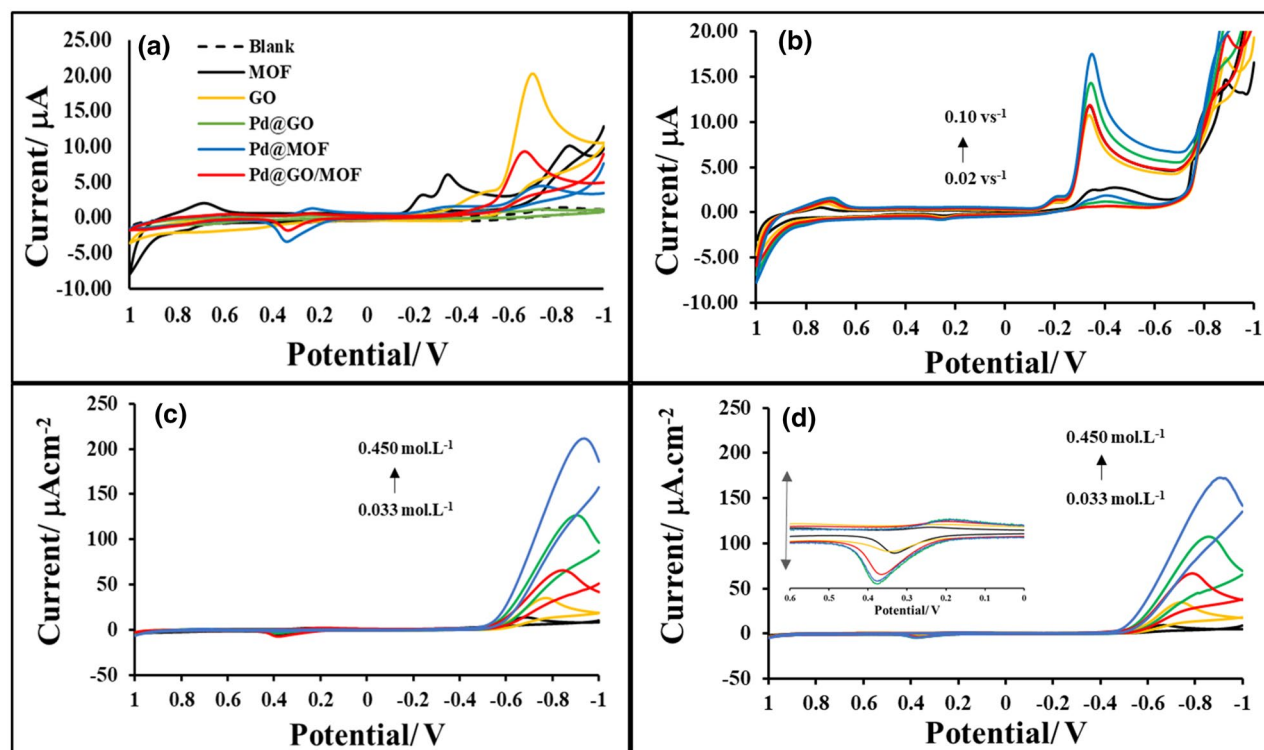 (a)
25.00
20.00
15.00
10.00
5.00
0.00
-5.00
-10.00
Current/ μA
Blank
MOF
GO
Pd@GO
Pd@MOF
Pd@GO/MOF
1 0.8 0.6 0.4 0.2 0 -0.2 -0.4 -0.6 -0.8 -1
Potential/ V
(b)
20.00
15.00
10.00
5.00
0.00
-5.00
-10.00
Current/ μA
0.10 vs-1
0.02 vs-1
1 0.8 0.6 0.4 0.2 0 -0.2 -0.4 -0.6 -0.8 -1
Potential/ V
(c)
250
200
150
100
50
0
-50
Current/ μAcm-2
0.450 mol.L-1
0.033 mol.L-1
1 0.8 0.6 0.4 0.2 0 -0.2 -0.4 -0.6 -0.8 -1
Potential/ V
(d)
250
200
150
100
50
0
-50
Current/ μA.cm-2
0.450 mol.L-1
0.033 mol.L-1
0.6 0.5 0.4 0.3 0.2 0.1 0
Potential/ V
1 0.8 0.6 0.4 0.2 0 -0.2 -0.4 -0.6 -0.8 -1
Potential/ V